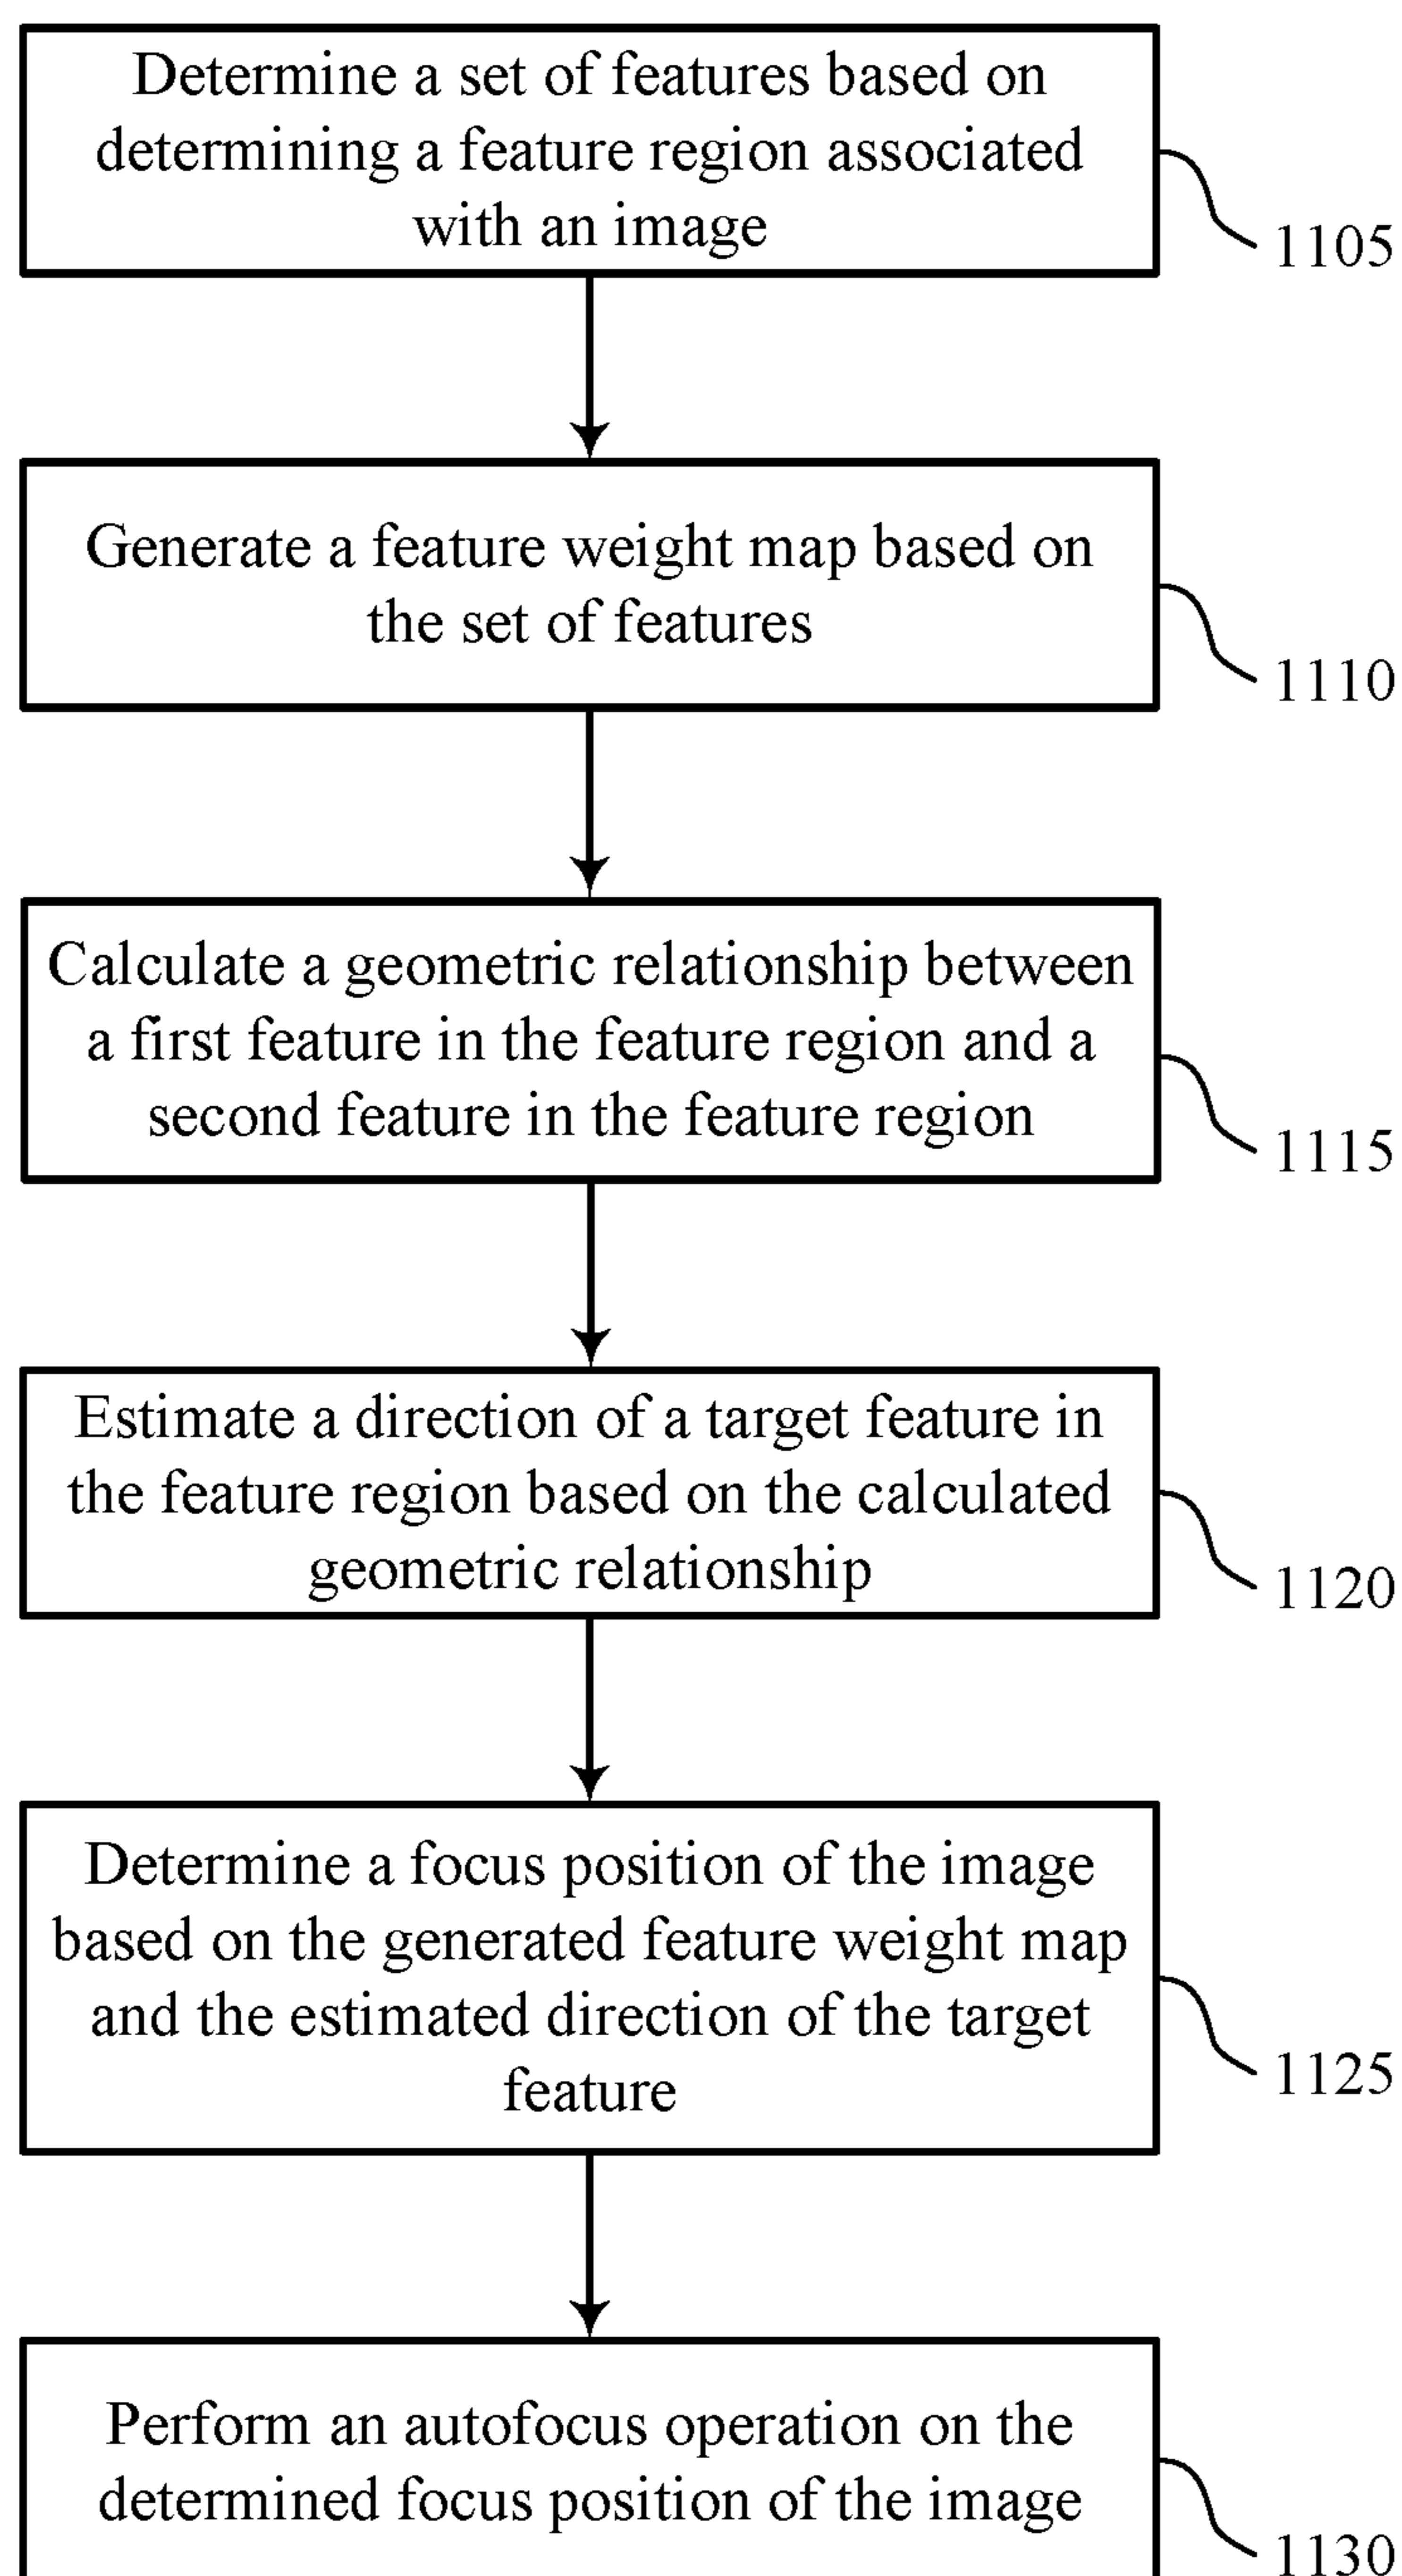 Determine a set of features based on
determining a feature region associated
with an image
1105
Generate a feature weight map based on
the set of features
1110
Calculate a geometric relationship between
a first feature in the feature region and a
second feature in the feature region
1115
Estimate a direction of a target feature in
the feature region based on the calculated
geometric relationship
1120
Determine a focus position of the image
based on the generated feature weight map
and the estimated direction of the target
feature
1125
Perform an autofocus operation on the
determined focus position of the image
1130